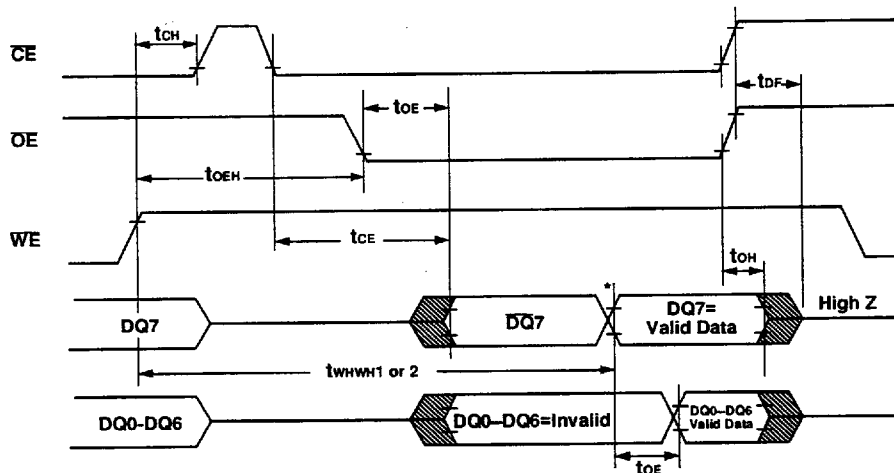 tCH
CE
tDF
tOE
OE
tOEH
WE
tCE
tOH
*
DQ7
DQ7
DQ7=
Valid Data
High Z
tWHWH1 or 2
DQ0-DQ6
DQ0–DQ6=Invalid
DQ0–DQ6
Valid Data
tOE